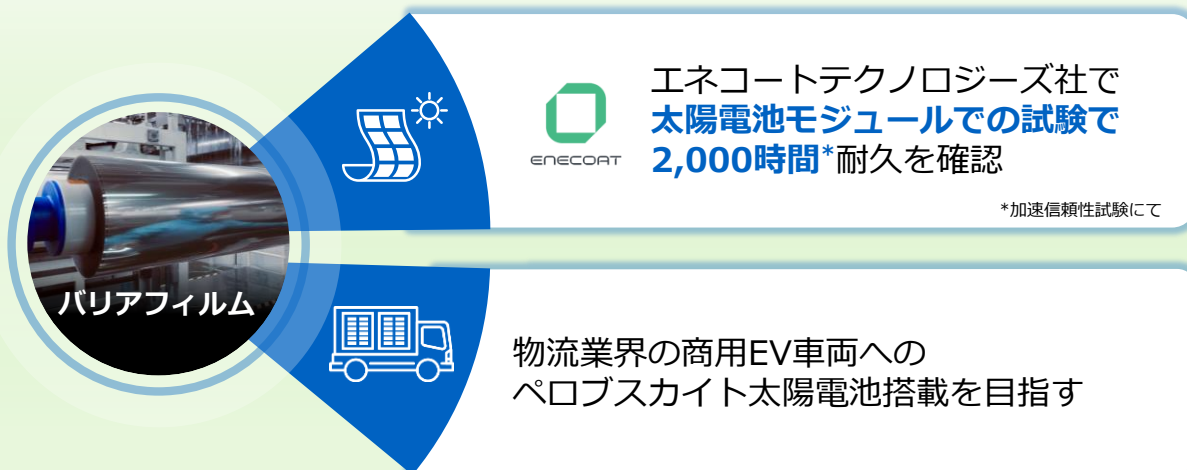 エネコートテクノロジーズ社で
太陽電池モジュールでの試験で
2,000時間*耐久を確認
ENECOAT
*加速信頼性試験にて
バリアフィルム
物流業界の商用EV車両への
ペロブスカイト太陽電池搭載を目指す